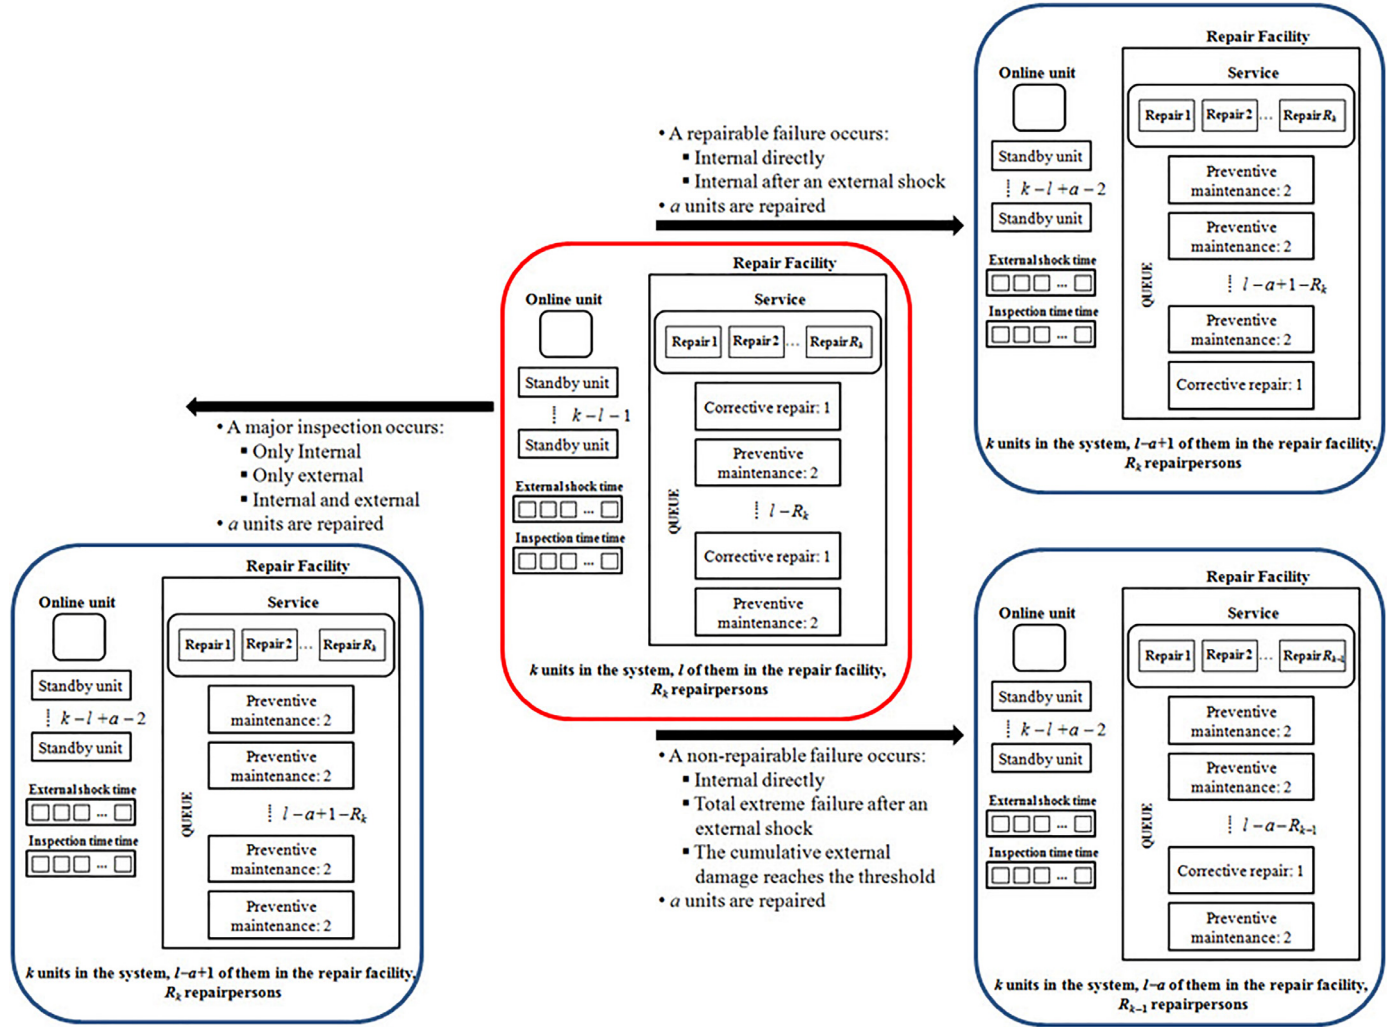 Repair Facility
Online unit
Service
Repair 1
Repair 2
...
Repair Rk
Standby unit
k – l + a – 2
Standby unit
External shock time
...
Inspection time time
...
QUEUE
Preventive
maintenance: 2
Preventive
maintenance: 2
l – a+1– Rk
Preventive
maintenance: 2
Corrective repair: 1
k units in the system, l–a+1 of them in the repair facility,
Rk repairpersons
• A repairable failure occurs:
▪ Internal directly
▪ Internal after an external shock
• a units are repaired
Repair Facility
Online unit
Service
Repair 1
Repair 2
...
Repair Rk
Standby unit
k – l – 1
Standby unit
External shock time
...
Inspection time time
...
QUEUE
Corrective repair: 1
Preventive
maintenance: 2
l – Rk
Corrective repair: 1
Preventive
maintenance: 2
k units in the system, l of them in the repair facility,
Rk repairpersons
• A major inspection occurs:
▪ Only Internal
▪ Only external
▪ Internal and external
• a units are repaired
Repair Facility
Online unit
Service
Repair 1
Repair 2
...
Repair Rk
Standby unit
k – l + a – 2
Standby unit
External shock time
...
Inspection time time
...
QUEUE
Preventive
maintenance: 2
Preventive
maintenance: 2
l – a+1– Rk
Preventive
maintenance: 2
Preventive
maintenance: 2
k units in the system, l–a+1 of them in the repair facility,
Rk repairpersons
• A non-repairable failure occurs:
▪ Internal directly
▪ Total extreme failure after an
external shock
▪ The cumulative external
damage reaches the threshold
• a units are repaired
Repair Facility
Online unit
Service
Repair 1
Repair 2
...
Repair Rk-1
Standby unit
k – l + a – 2
Standby unit
External shock time
...
Inspection time time
...
QUEUE
Preventive
maintenance: 2
Preventive
maintenance: 2
l – a – Rk–1
Corrective repair: 1
Preventive
maintenance: 2
k units in the system, l–a of them in the repair facility,
Rk–1 repairpersons